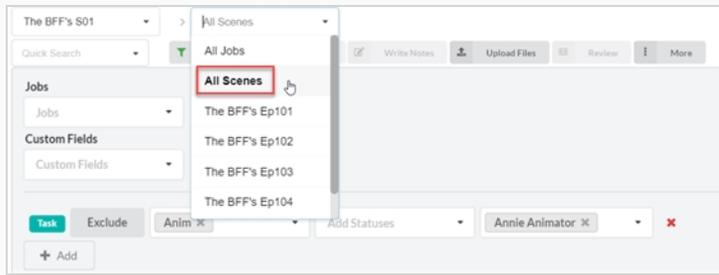 The BFF's S01 > All Scenes
Quick Search Write Notes Upload Files Review More
All Jobs
All Scenes
The BFF's Ep101
The BFF's Ep102
The BFF's Ep103
The BFF's Ep104
Jobs
Jobs
Custom Fields
Custom Fields
Task Exclude Anim × Add Statuses Annie Animator × ×
+ Add